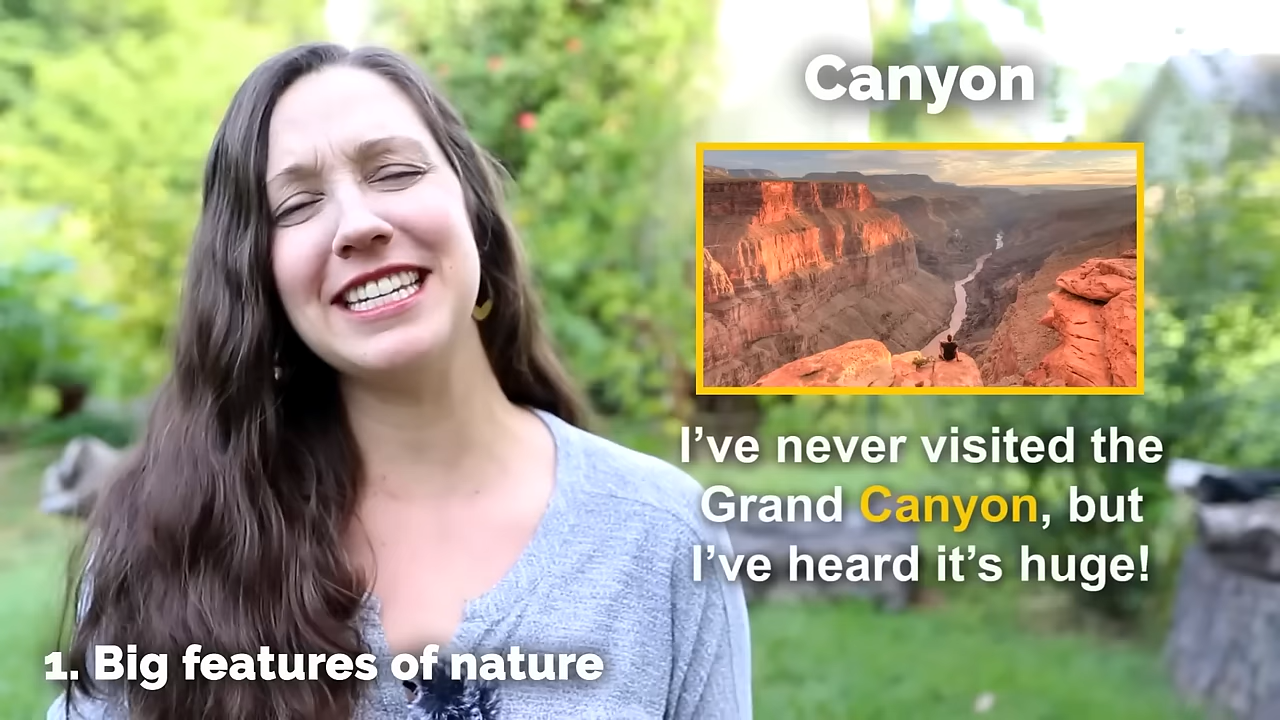 Canyon
I’ve never visited the
Grand Canyon, but
I’ve heard it’s huge!
1. Big features of nature